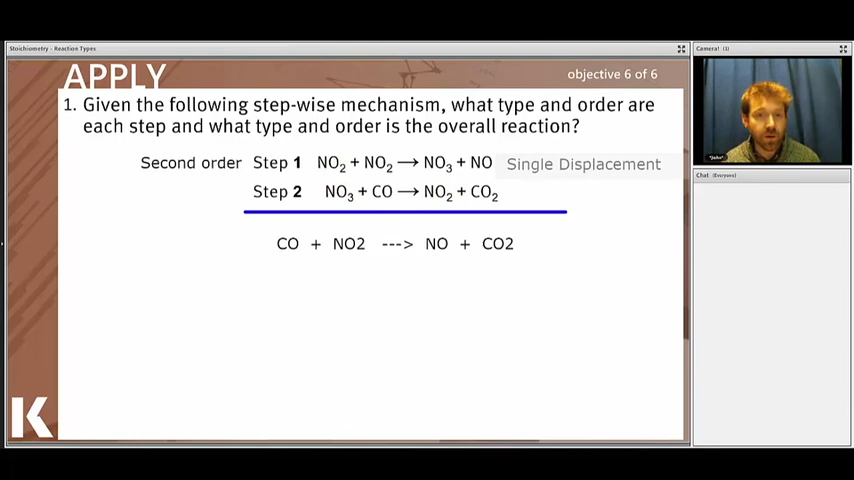 Stoichiometry - Reaction Types
Camera! (1)
APPLY
objective 6 of 6
1. Given the following step-wise mechanism, what type and order are
each step and what type and order is the overall reaction?
Second order Step 1 NO₂ + NO₂ → NO₃ + NO Single Displacement
Step 2 NO₃ + CO → NO₂ + CO₂
CO + NO2 ---> NO + CO2
*John*
Chat (Everyone)
K